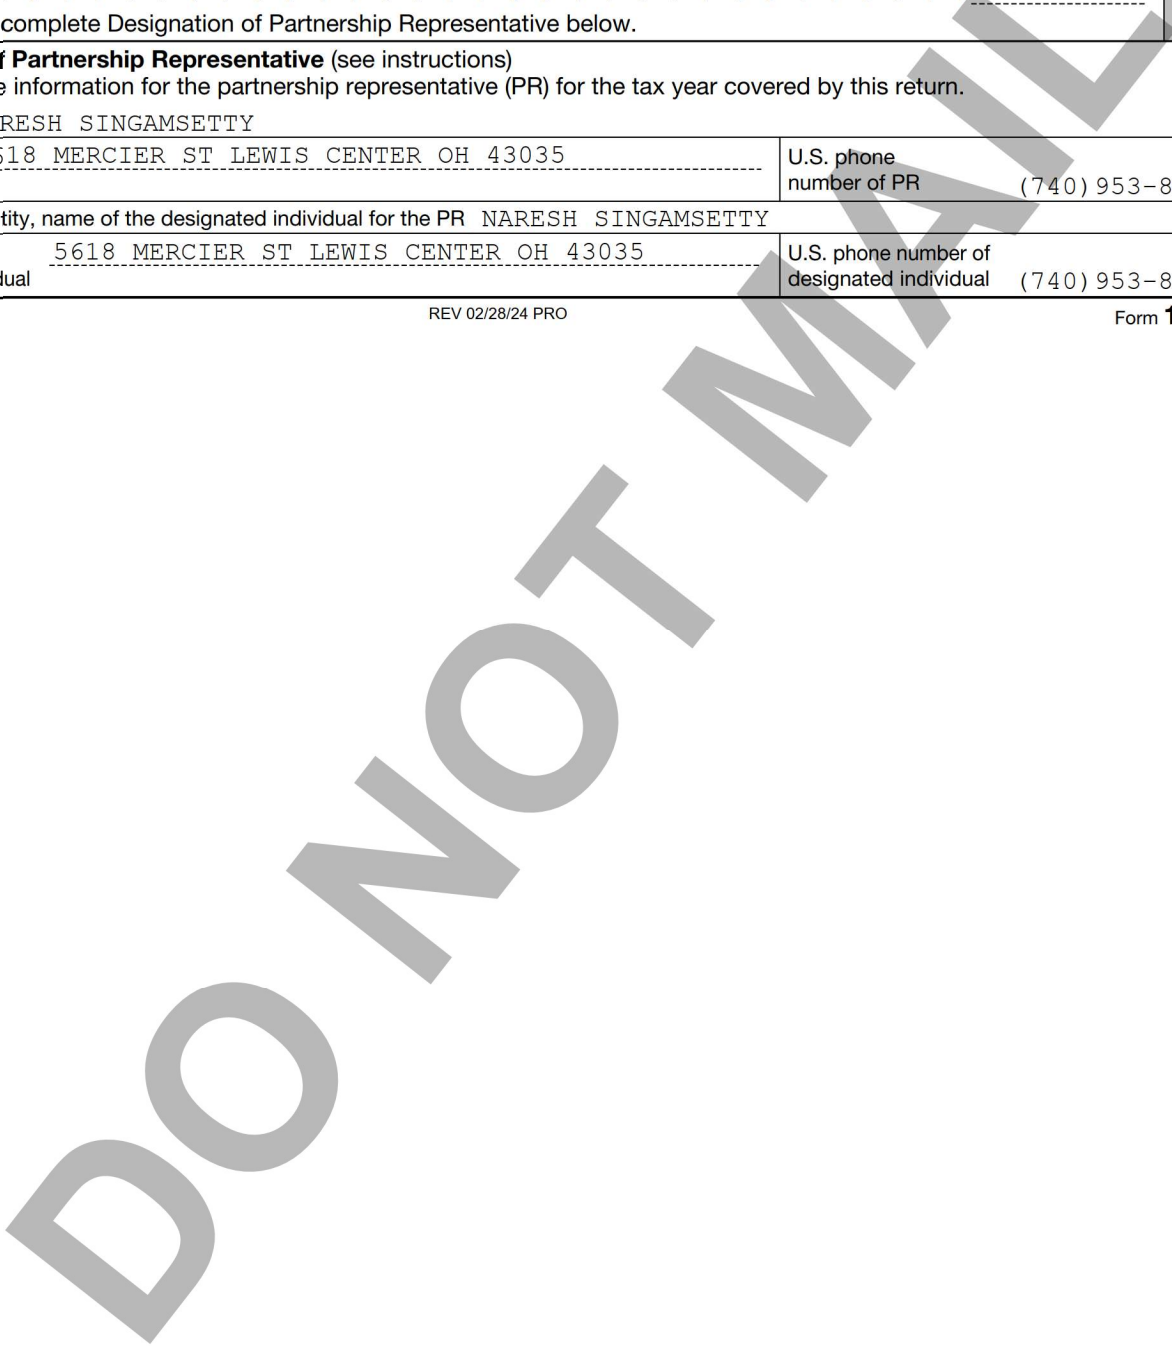 complete Designation of Partnership Representative below.
f Partnership Representative (see instructions)
e information for the partnership representative (PR) for the tax year covered by this return.
RESH SINGAMSETTY
618 MERCIER ST LEWIS CENTER OH 43035
U.S. phone
number of PR (740)953-8
tity, name of the designated individual for the PR NARESH SINGAMSETTY
5618 MERCIER ST LEWIS CENTER OH 43035
U.S. phone number of
dual designated individual (740)953-8
REV 02/28/24 PRO Form 1
DO NOT MAIL